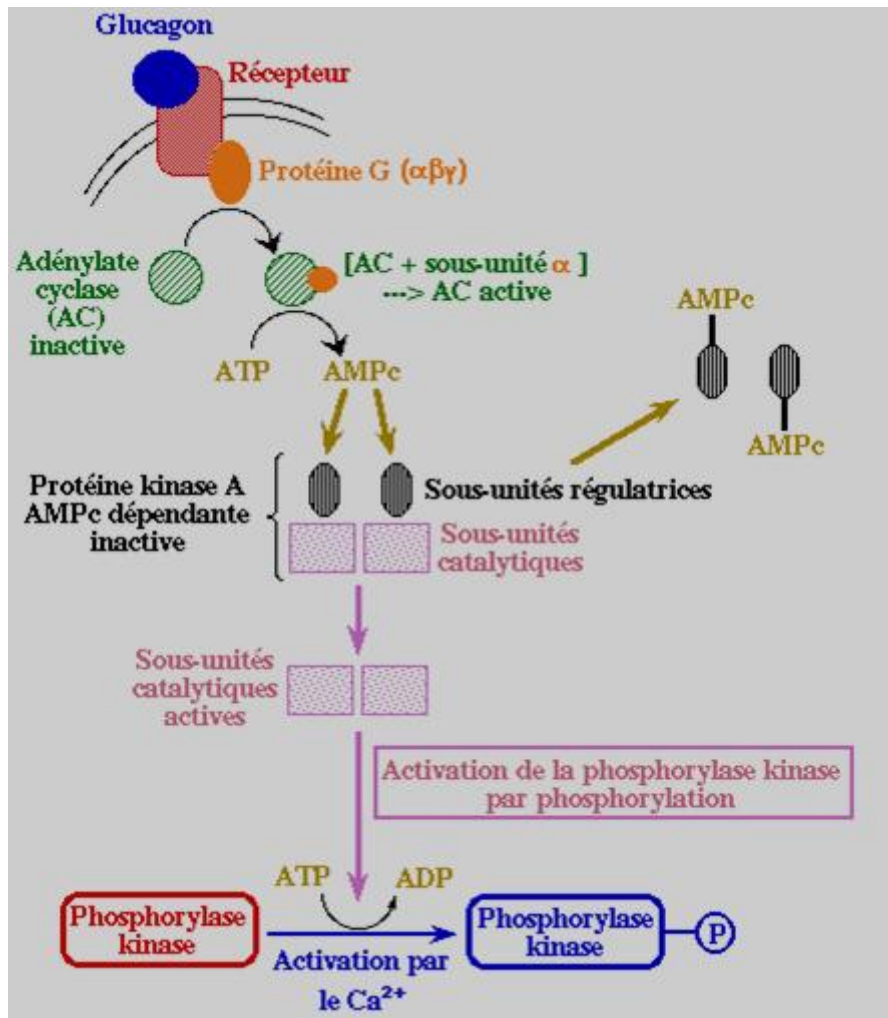 Glucagon
Récepteur
Protéine G (αβγ)
Adénylate
cyclase
(AC)
inactive
[AC + sous-unité α ]
---> AC active
ATP
AMPc
AMPc
AMPc
Protéine kinase A
AMPc dépendante
inactive
Sous-unités régulatrices
Sous-unités
catalytiques
Sous-unités
catalytiques
actives
Activation de la phosphorylase kinase
par phosphorylation
ATP
ADP
Phosphorylase
kinase
Activation par
le Ca²⁺
Phosphorylase
kinase
P